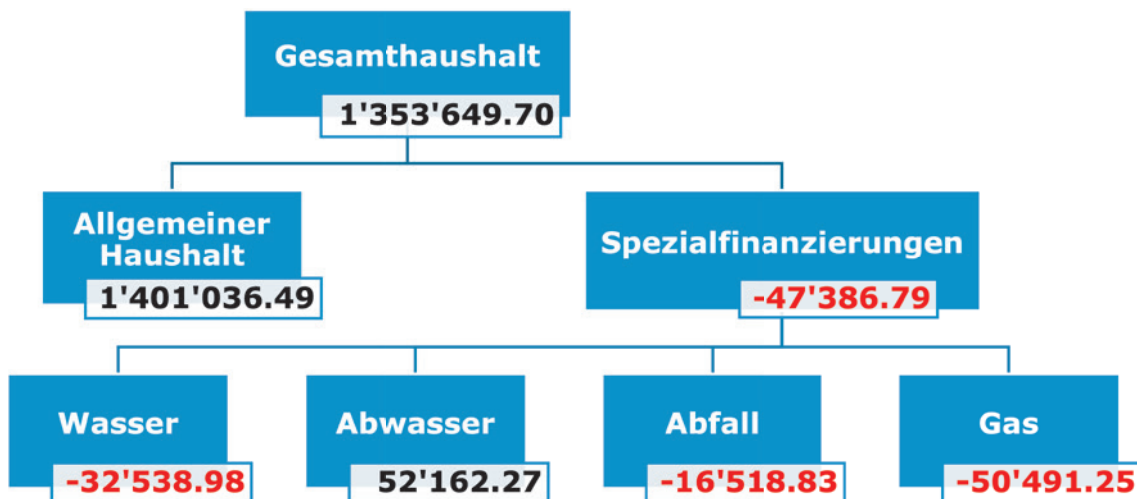 Gesamthaushalt
1'353'649.70
Allgemeiner
Haushalt
1'401'036.49
Spezialfinanzierungen
-47'386.79
Wasser
-32'538.98
Abwasser
52'162.27
Abfall
-16'518.83
Gas
-50'491.25